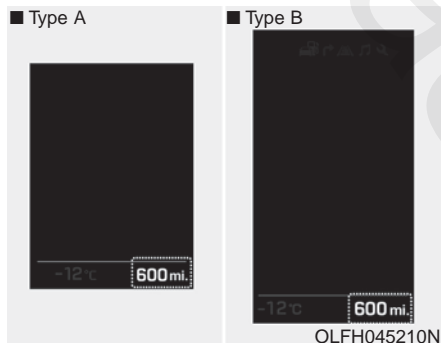 ■ Type A
■ Type B
-12°C
600 mi.
-12°C
600 mi.
OLFH045210N